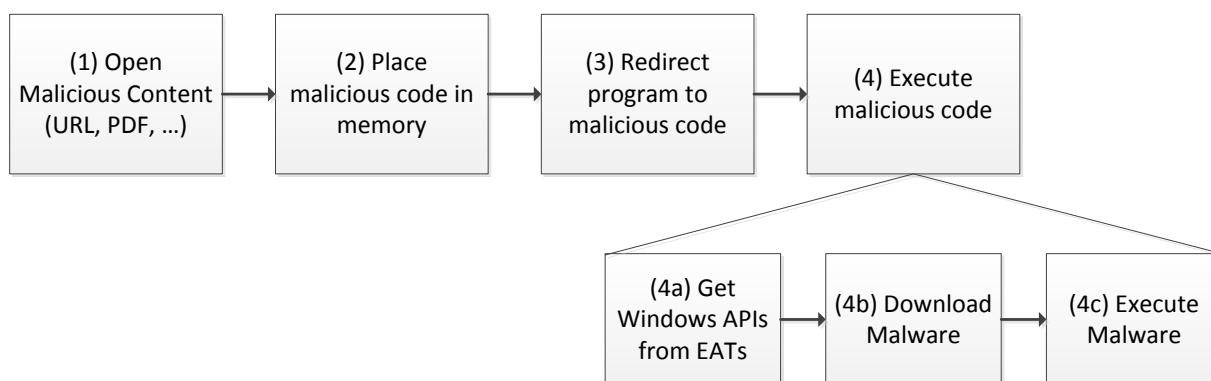 (1) Open
Malicious Content
(URL, PDF, …)
(2) Place
malicious code in
memory
(3) Redirect
program to
malicious code
(4) Execute
malicious code
(4a) Get
Windows APIs
from EATs
(4b) Download
Malware
(4c) Execute
Malware